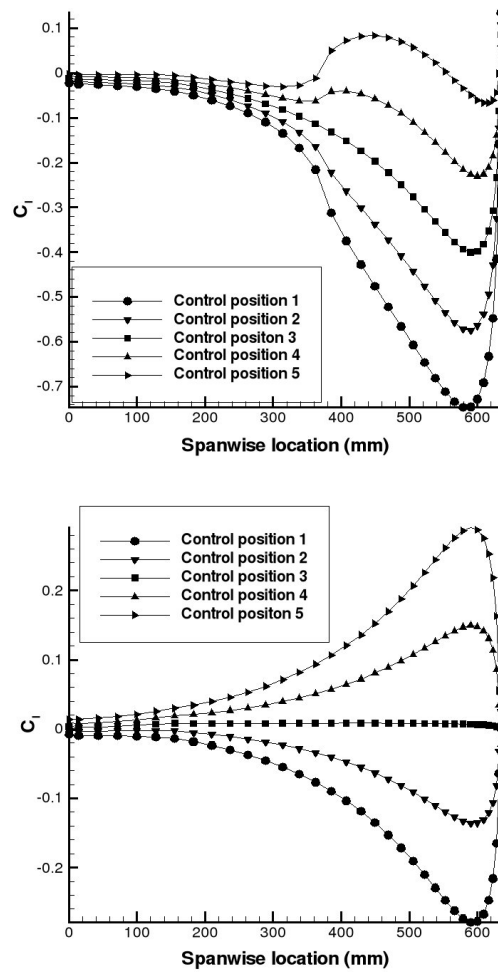 0.1
0
-0.1
-0.2
-0.3
-0.4
-0.5
-0.6
-0.7
Cl
Control position 1
Control position 2
Control positon 3
Control position 4
Control position 5
0 100 200 300 400 500 600
Spanwise location (mm)
Control position 1
Control position 2
Control position 3
Control position 4
Control positon 5
0.2
0.1
0
-0.1
-0.2
Cl
0 100 200 300 400 500 600
Spanwise location (mm)